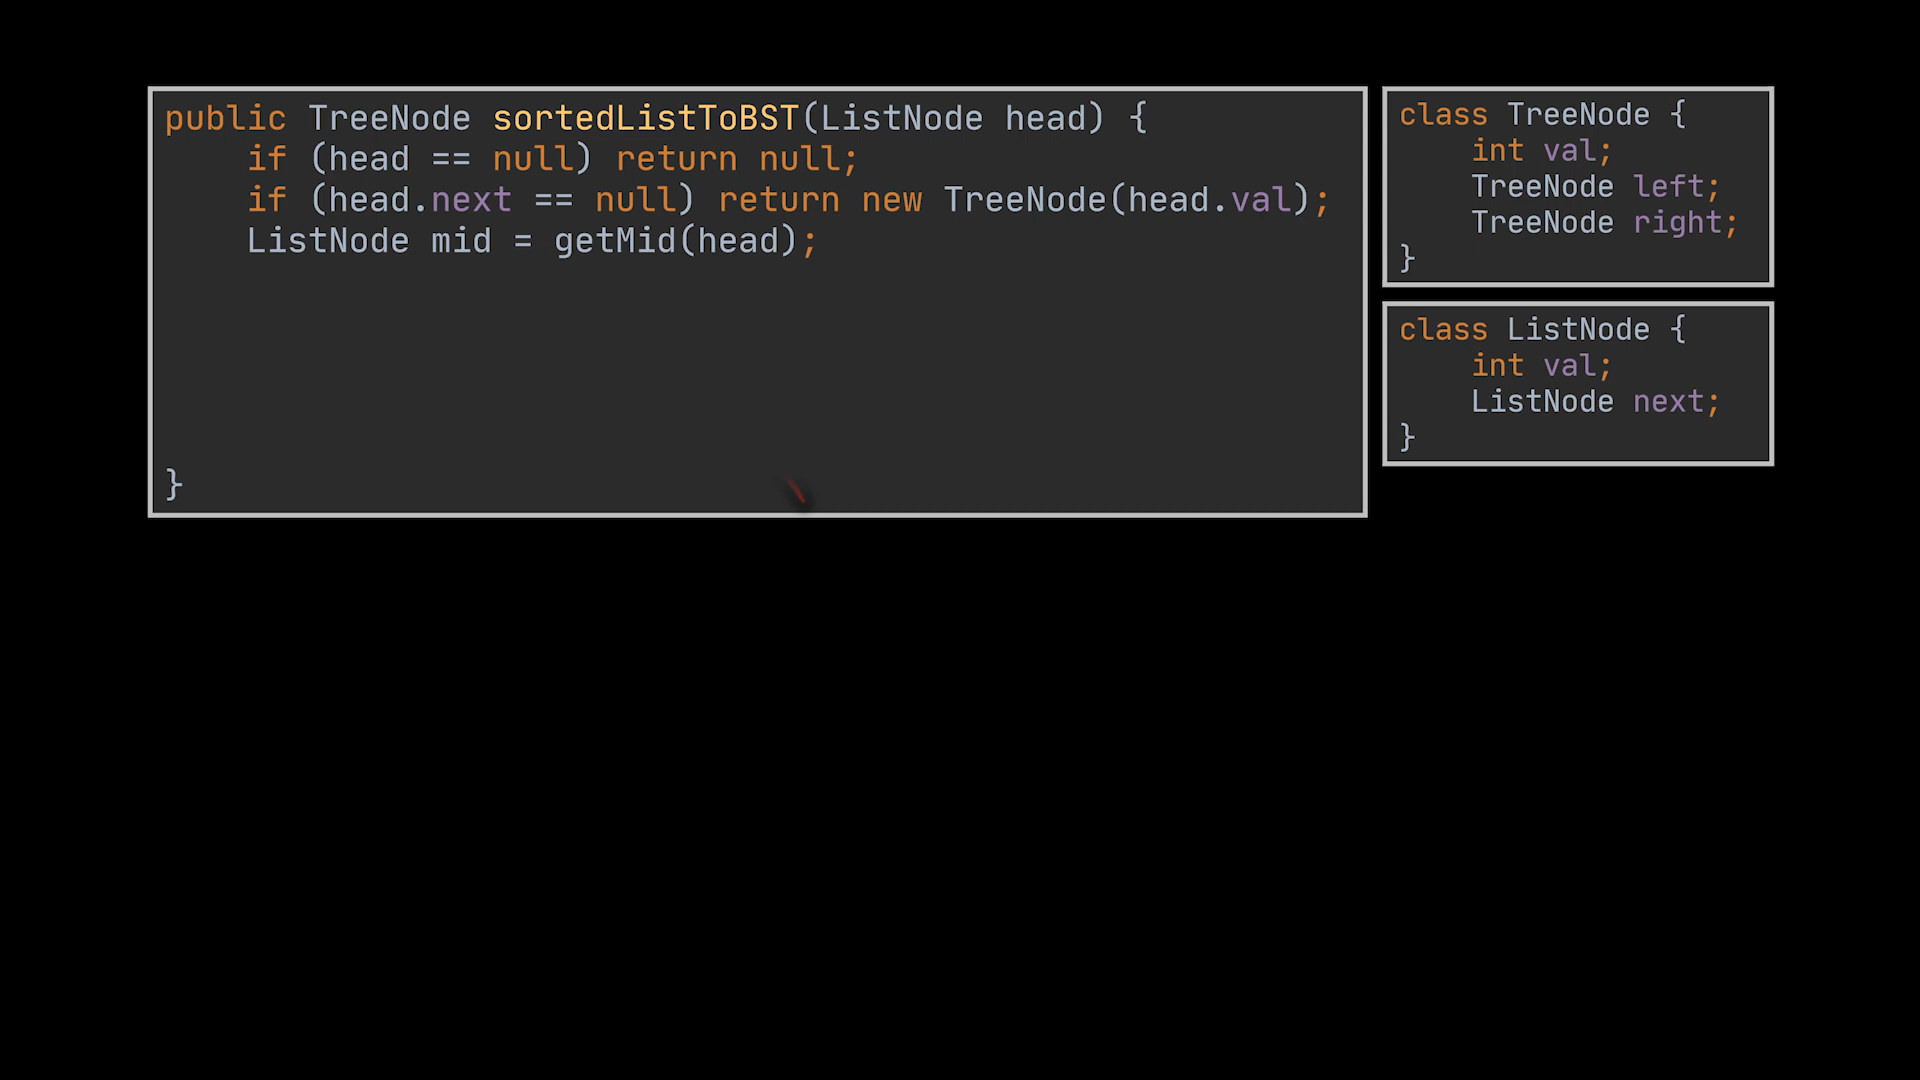 public TreeNode sortedListToBST(ListNode head) {
    if (head == null) return null;
    if (head.next == null) return new TreeNode(head.val);
    ListNode mid = getMid(head);
}
class TreeNode {
    int val;
    TreeNode left;
    TreeNode right;
}
class ListNode {
    int val;
    ListNode next;
}